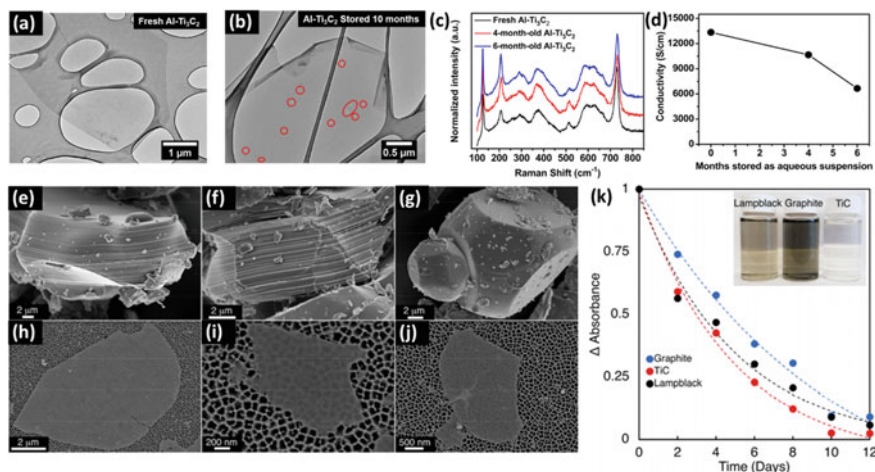 (a)
Fresh Al-Ti₃C₂
1 µm
(b)
Al-Ti₃C₂ Stored 10 months
0.5 µm
(c)
Normalized intensity (a.u.)
Fresh Al-Ti₃C₂
4-month-old Al-Ti₃C₂
6-month-old Al-Ti₃C₂
100 200 300 400 500 600 700 800
Raman Shift (cm⁻¹)
(d)
Conductivity (S/cm)
15000
12000
9000
6000
3000
0
0 1 2 3 4 5 6
Months stored as aqueous suspension
(e)
2 µm
(f)
2 µm
(g)
2 µm
(h)
2 µm
(i)
200 nm
(j)
500 nm
(k)
Δ Absorbance
1
0.75
0.5
0.25
0
Lampblack Graphite TiC
Graphite
TiC
Lampblack
0 2 4 6 8 10 12
Time (Days)